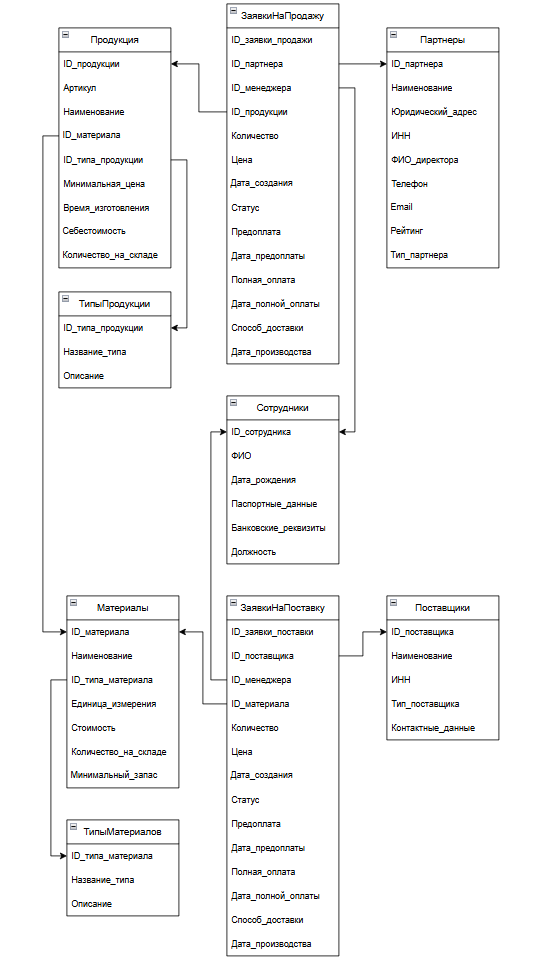 ЗаявкиНаПродажу
ID_заявки_продажи
ID_партнера
ID_менеджера
ID_продукции
Количество
Цена
Дата_создания
Статус
Предоплата
Дата_предоплаты
Полная_оплата
Дата_полной_оплаты
Способ_доставки
Дата_производства
Продукция
ID_продукции
Артикул
Наименование
ID_материала
ID_типа_продукции
Минимальная_цена
Время_изготовления
Себестоимость
Количество_на_складе
Партнеры
ID_партнера
Наименование
Юридический_адрес
ИНН
ФИО_директора
Телефон
Email
Рейтинг
Тип_партнера
ТипыПродукции
ID_типа_продукции
Название_типа
Описание
Сотрудники
ID_сотрудника
ФИО
Дата_рождения
Паспортные_данные
Банковские_реквизиты
Должность
Материалы
ID_материала
Наименование
ID_типа_материала
Единица_измерения
Стоимость
Количество_на_складе
Минимальный_запас
ЗаявкиНаПоставку
ID_заявки_поставки
ID_поставщика
ID_менеджера
ID_материала
Количество
Цена
Дата_создания
Статус
Предоплата
Дата_предоплаты
Полная_оплата
Дата_полной_оплаты
Способ_доставки
Дата_производства
Поставщики
ID_поставщика
Наименование
ИНН
Тип_поставщика
Контактные_данные
ТипыМатериалов
ID_типа_материала
Название_типа
Описание